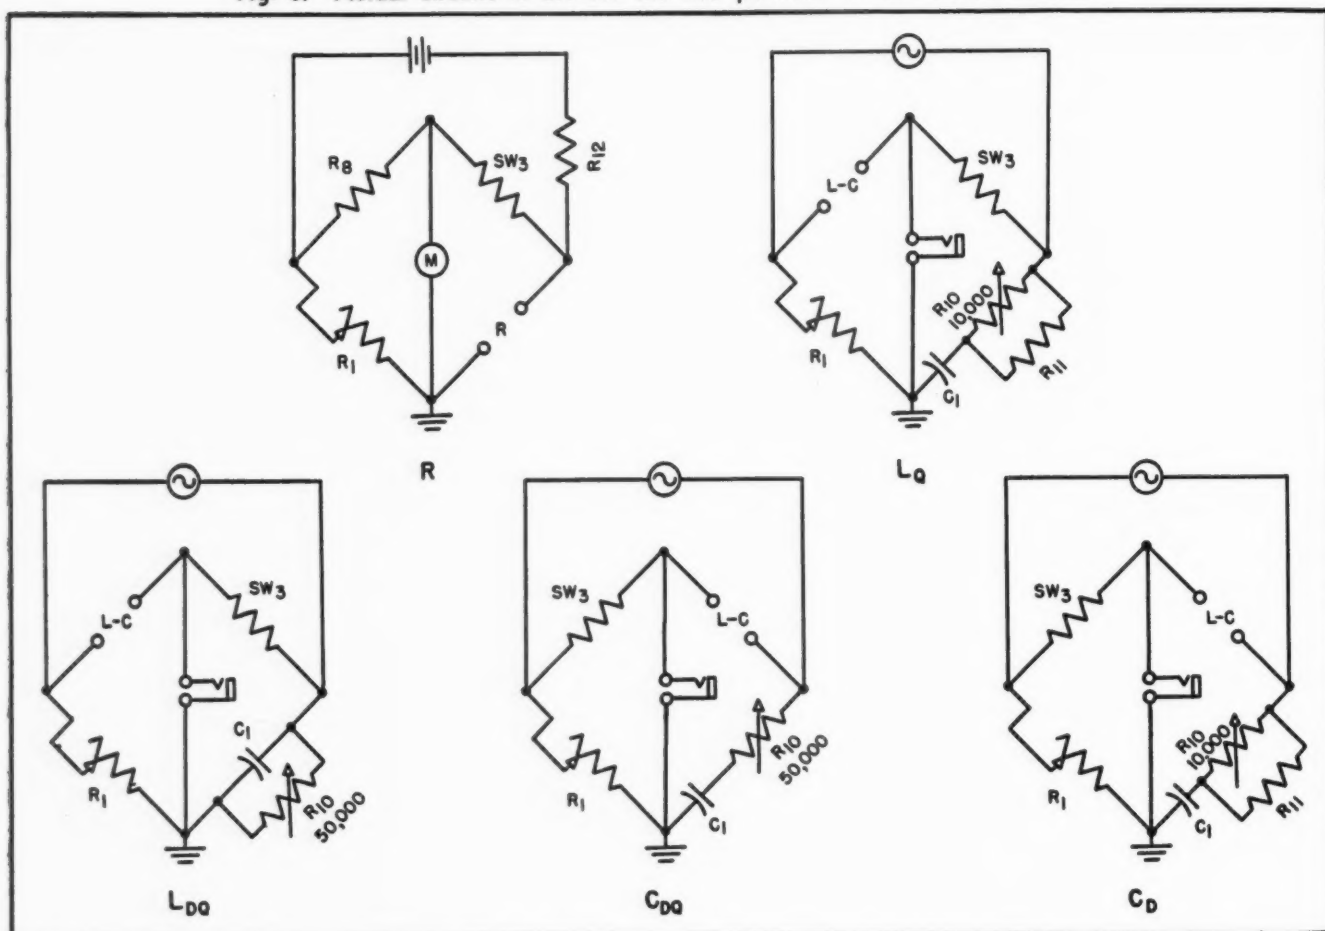 R8
SW3
R12
M
R1
R
R
L-C
SW3
R10
10,000
R1
C1
R11
LQ
L-C
SW3
C1
R1
R10
50,000
LDQ
SW3
L-C
R10
50,000
R1
C1
CDQ
SW3
L-C
R10
10,000
R1
C1
R11
CD